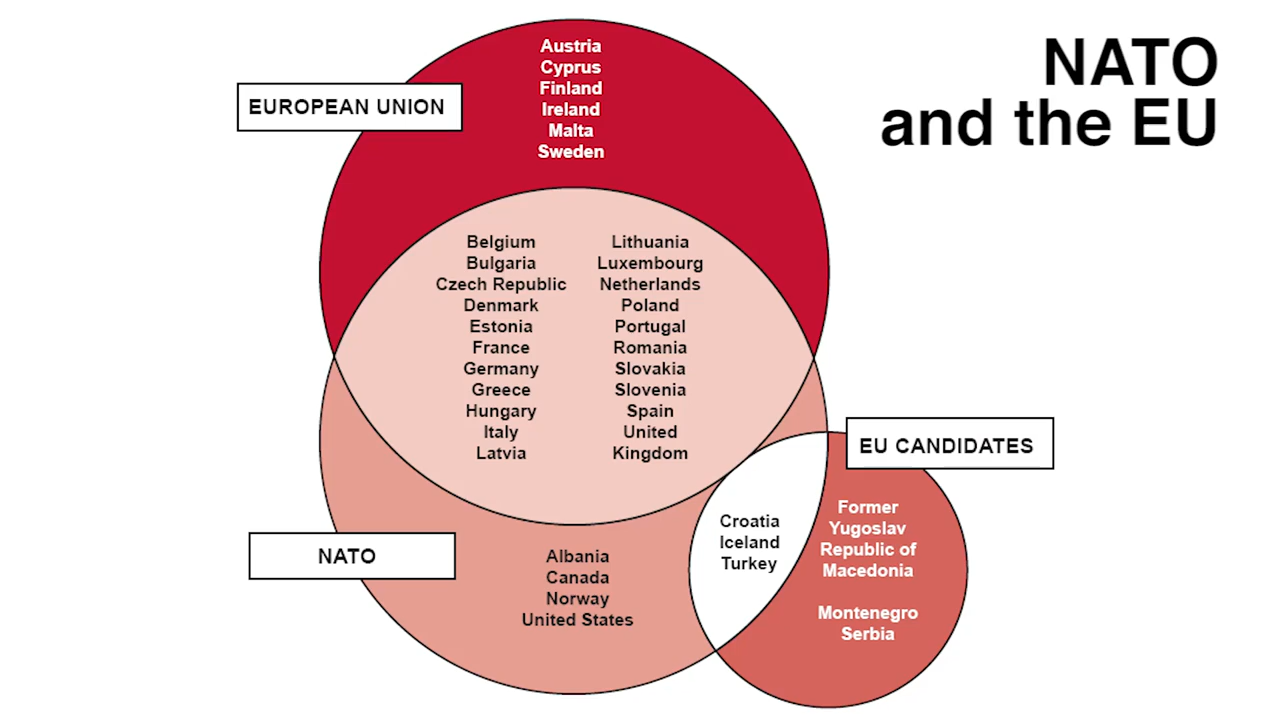 NATO
and the EU
EUROPEAN UNION
Austria
Cyprus
Finland
Ireland
Malta
Sweden
Belgium
Bulgaria
Czech Republic
Denmark
Estonia
France
Germany
Greece
Hungary
Italy
Latvia
Lithuania
Luxembourg
Netherlands
Poland
Portugal
Romania
Slovakia
Slovenia
Spain
United
Kingdom
EU CANDIDATES
Croatia
Iceland
Turkey
Former
Yugoslav
Republic of
Macedonia
Montenegro
Serbia
NATO
Albania
Canada
Norway
United States